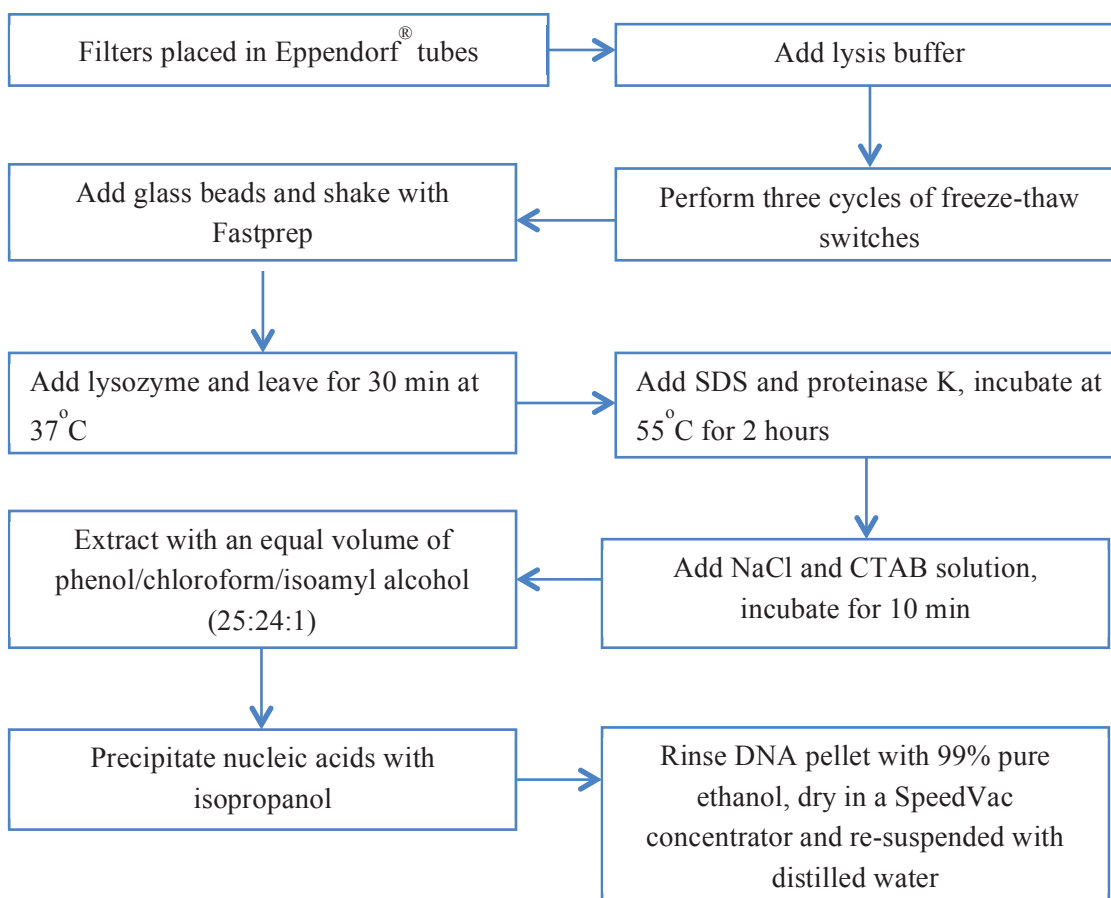 Filters placed in Eppendorf® tubes
Add lysis buffer
Perform three cycles of freeze-thaw
switches
Add glass beads and shake with
Fastprep
Add lysozyme and leave for 30 min at
37°C
Add SDS and proteinase K, incubate at
55°C for 2 hours
Add NaCl and CTAB solution,
incubate for 10 min
Extract with an equal volume of
phenol/chloroform/isoamyl alcohol
(25:24:1)
Precipitate nucleic acids with
isopropanol
Rinse DNA pellet with 99% pure
ethanol, dry in a SpeedVac
concentrator and re-suspended with
distilled water